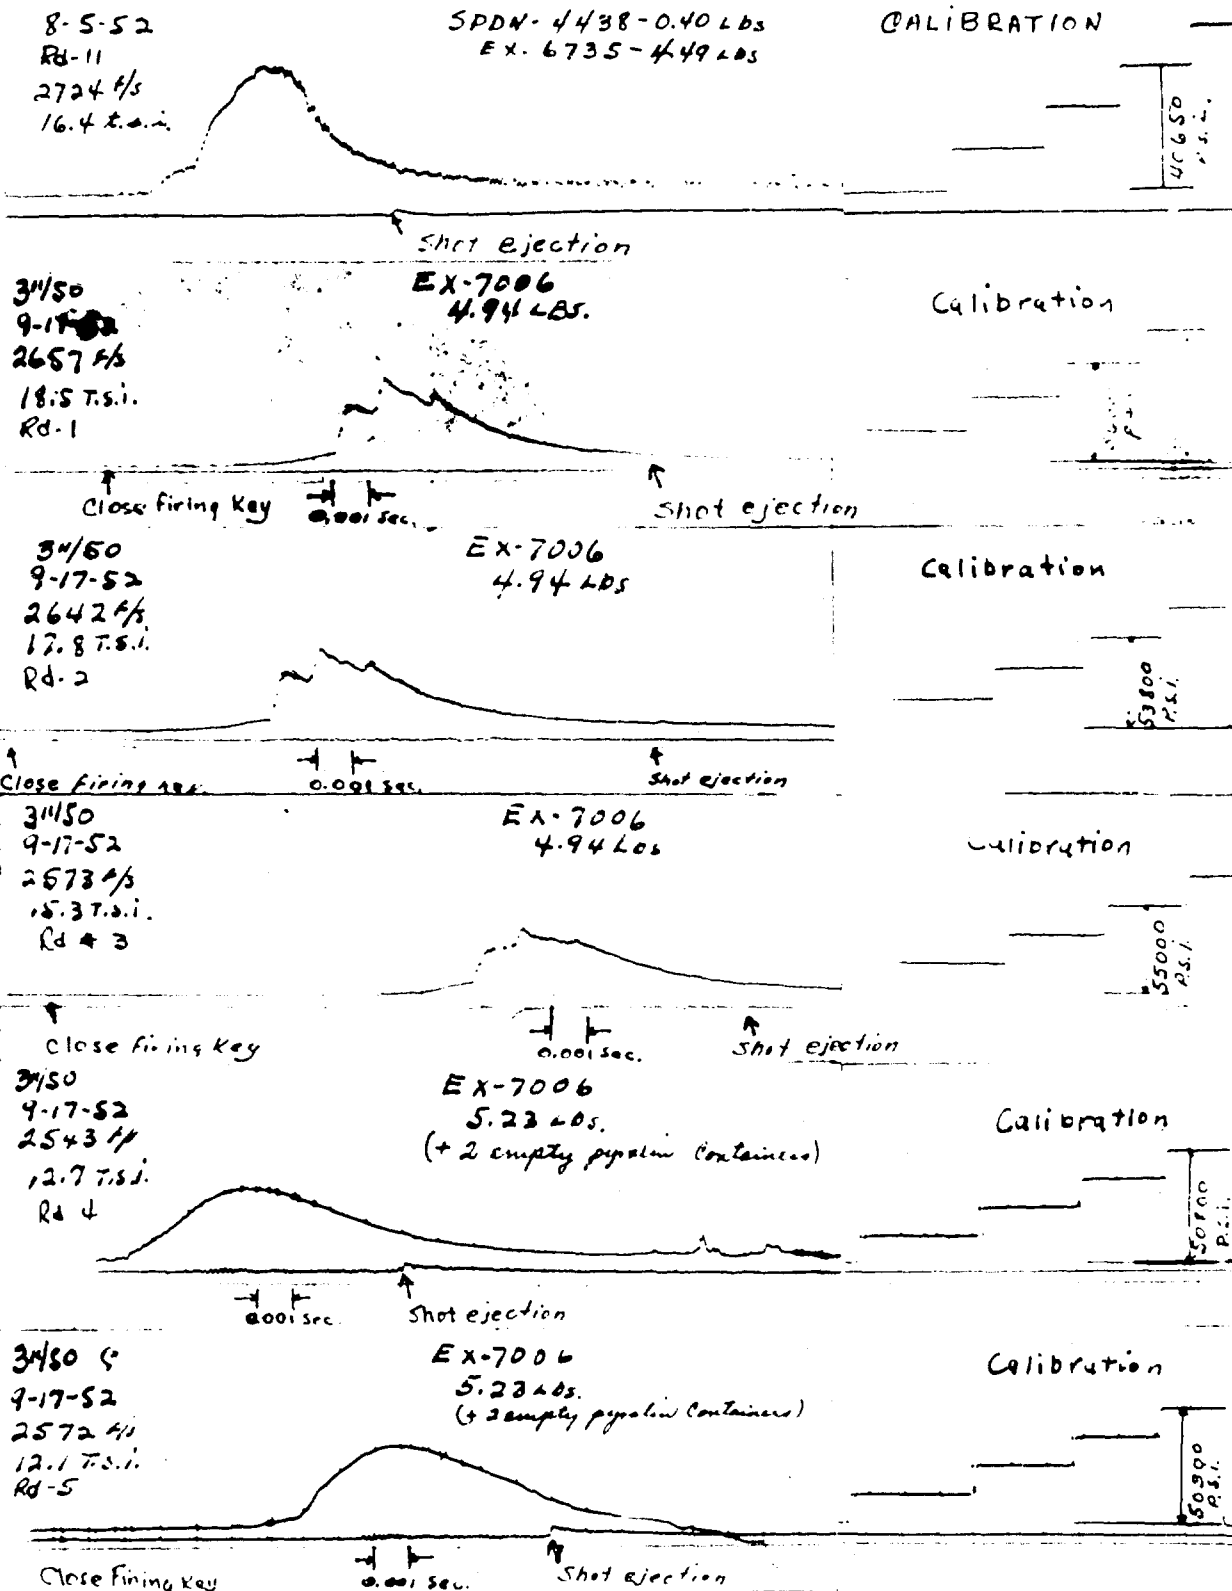 8-5-52
Rd-11
2724 f/s
16.4 t.s.i.
SPDN-4438-0.40 Lbs
EX. 6735-4.49 Lbs
CALiBRATION
P.S.i.
Shot ejection
3"/50
2657 f/s
18.5 T.s.i.
Rd-1
EX-7006
4.94 LBS.
Calibration
Close firing Key
0.001 Sec.
Shot ejection
3"/50
9-17-52
2642 f/s
17.8 T.s.i.
Rd-2
EX-7006
4.94 LDS
Calibration
53800
P.S.i.
Close firing
0.001 sec.
Shot ejection
3"/50
9-17-52
2573 f/s
15.3 T.s.i.
Rd # 3
EX-7006
4.94 Lbs
Calibration
55000
P.S.i.
Close firing Key
0.001 sec.
Shot ejection
3"/50
9-17-52
2543
12.7 T.s.i.
Rd 4
EX-7006
5.23 LDS.
(+ 2 empty pyralin Containers)
Calibration
P.S.i.
0.001 sec.
Shot ejection
3"/50
9-17-52
2572
12.1 T.s.i.
Rd-5
EX-7006
5.23 LDS.
(+ 2 empty pyralin Containers)
Calibration
50900
P.S.i.
Close Firing Key
0.001 Sec.
Shot ejection